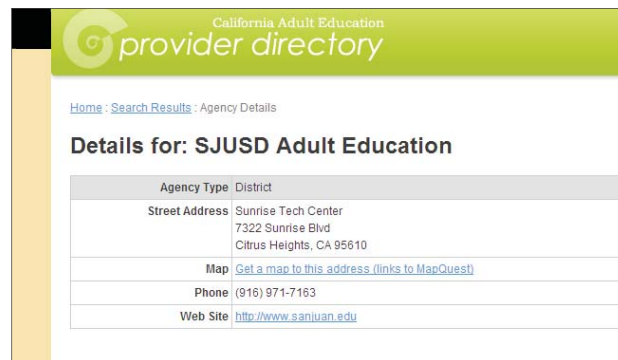 California Adult Education
provider directory
Home : Search Results : Agency Details
Details for: SJUSD Adult Education
Agency Type District
Street Address Sunrise Tech Center
7322 Sunrise Blvd
Citrus Heights, CA 95610
Map Get a map to this address (links to MapQuest)
Phone (916) 971-7163
Web Site http://www.sanjuan.edu